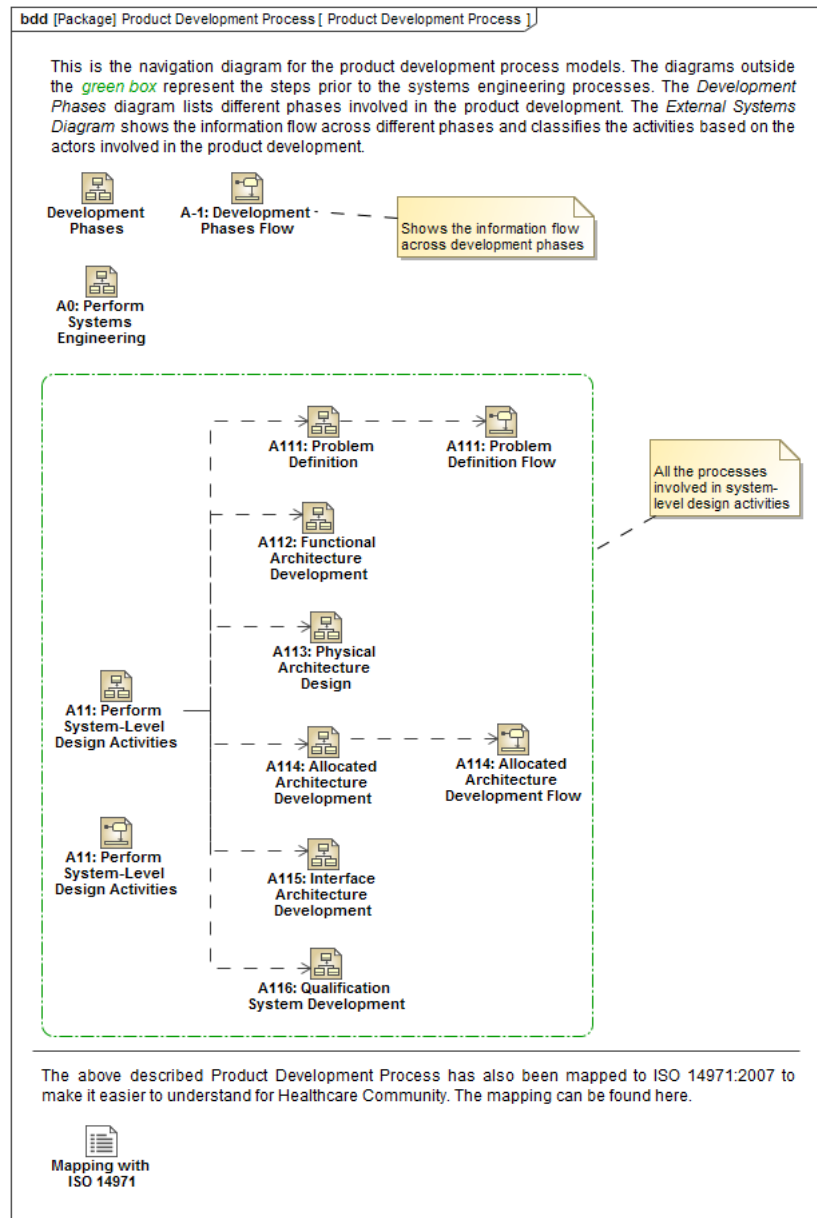 bdd [Package] Product Development Process [ Product Development Process ]
This is the navigation diagram for the product development process models. The diagrams outside
the green box represent the steps prior to the systems engineering processes. The Development
Phases diagram lists different phases involved in the product development. The External Systems
Diagram shows the information flow across different phases and classifies the activities based on the
actors involved in the product development.
Development
Phases
A-1: Development
Phases Flow
Shows the information flow
across development phases
A0: Perform
Systems
Engineering
A111: Problem
Definition
A111: Problem
Definition Flow
All the processes
involved in system-
level design activities
A112: Functional
Architecture
Development
A113: Physical
Architecture
Design
A11: Perform
System-Level
Design Activities
A114: Allocated
Architecture
Development
A114: Allocated
Architecture
Development Flow
A11: Perform
System-Level
Design Activities
A115: Interface
Architecture
Development
A116: Qualification
System Development
The above described Product Development Process has also been mapped to ISO 14971:2007 to
make it easier to understand for Healthcare Community. The mapping can be found here.
Mapping with
ISO 14971